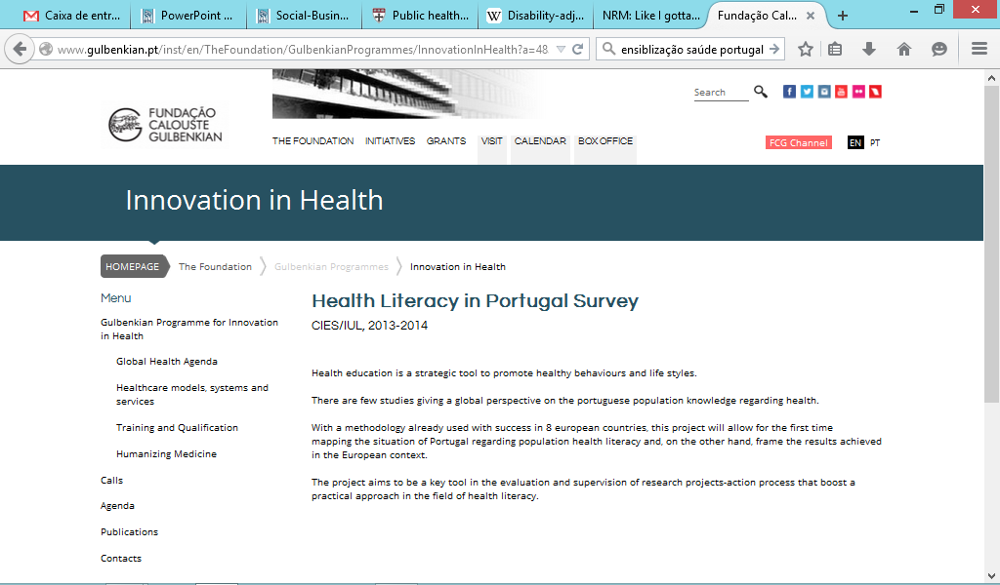 Caixa de entr...
PowerPoint ...
Social-Busin...
Public health...
Disability-adj...
NRM: Like I gotta...
Fundação Cal...
www.gulbenkian.pt/inst/en/TheFoundation/GulbenkianProgrammes/InnovationInHealth?a=48
ensiblização saúde portugal
FUNDAÇÃO
CALOUSTE
GULBENKIAN
Search
THE FOUNDATION
INITIATIVES
GRANTS
VISIT
CALENDAR
BOX OFFICE
FCG Channel
EN
PT
Innovation in Health
HOMEPAGE
The Foundation
Gulbenkian Programmes
Innovation in Health
Menu
Gulbenkian Programme for Innovation
in Health
Global Health Agenda
Healthcare models, systems and
services
Training and Qualification
Humanizing Medicine
Calls
Agenda
Publications
Contacts
Health Literacy in Portugal Survey
CIES/IUL, 2013-2014
Health education is a strategic tool to promote healthy behaviours and life styles.
There are few studies giving a global perspective on the portuguese population knowledge regarding health.
With a methodology already used with success in 8 european countries, this project will allow for the first time
mapping the situation of Portugal regarding population health literacy and, on the other hand, frame the results achieved
in the European context.
The project aims to be a key tool in the evaluation and supervision of research projects-action process that boost a
practical approach in the field of health literacy.